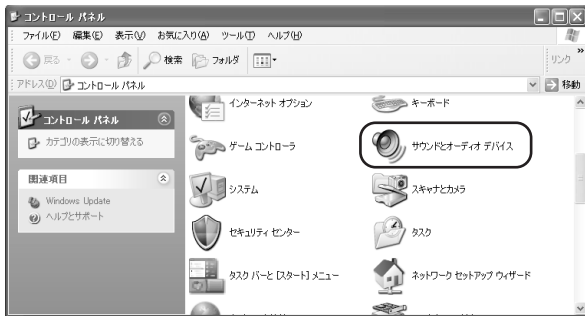 コントロール パネル
ファイル(F) 編集(E) 表示(V) お気に入り(A) ツール(T) ヘルプ(H)
戻る 検索 フォルダ リンク »
アドレス(D) コントロール パネル 移動
コントロール パネル
カテゴリの表示に切り替える
関連項目
Windows Update
ヘルプとサポート
インターネット オプション
キーボード
ゲーム コントローラ
サウンドとオーディオ デバイス
システム
スキャナとカメラ
セキュリティ センター
タスク
タスク バーと [スタート] メニュー
ネットワーク セットアップ ウィザード